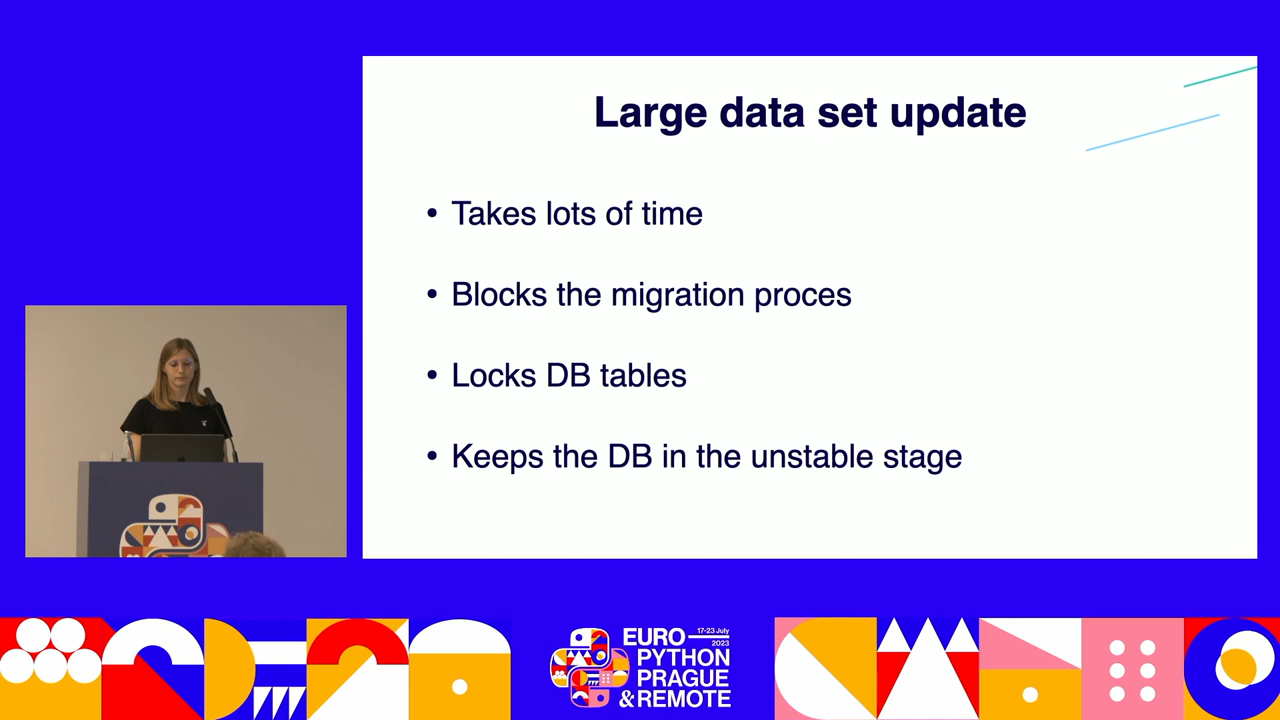 Large data set update
• Takes lots of time
• Blocks the migration proces
• Locks DB tables
• Keeps the DB in the unstable stage
EURO 17-23 July
2023
PYTHON
PRAGUE
& REMOTE